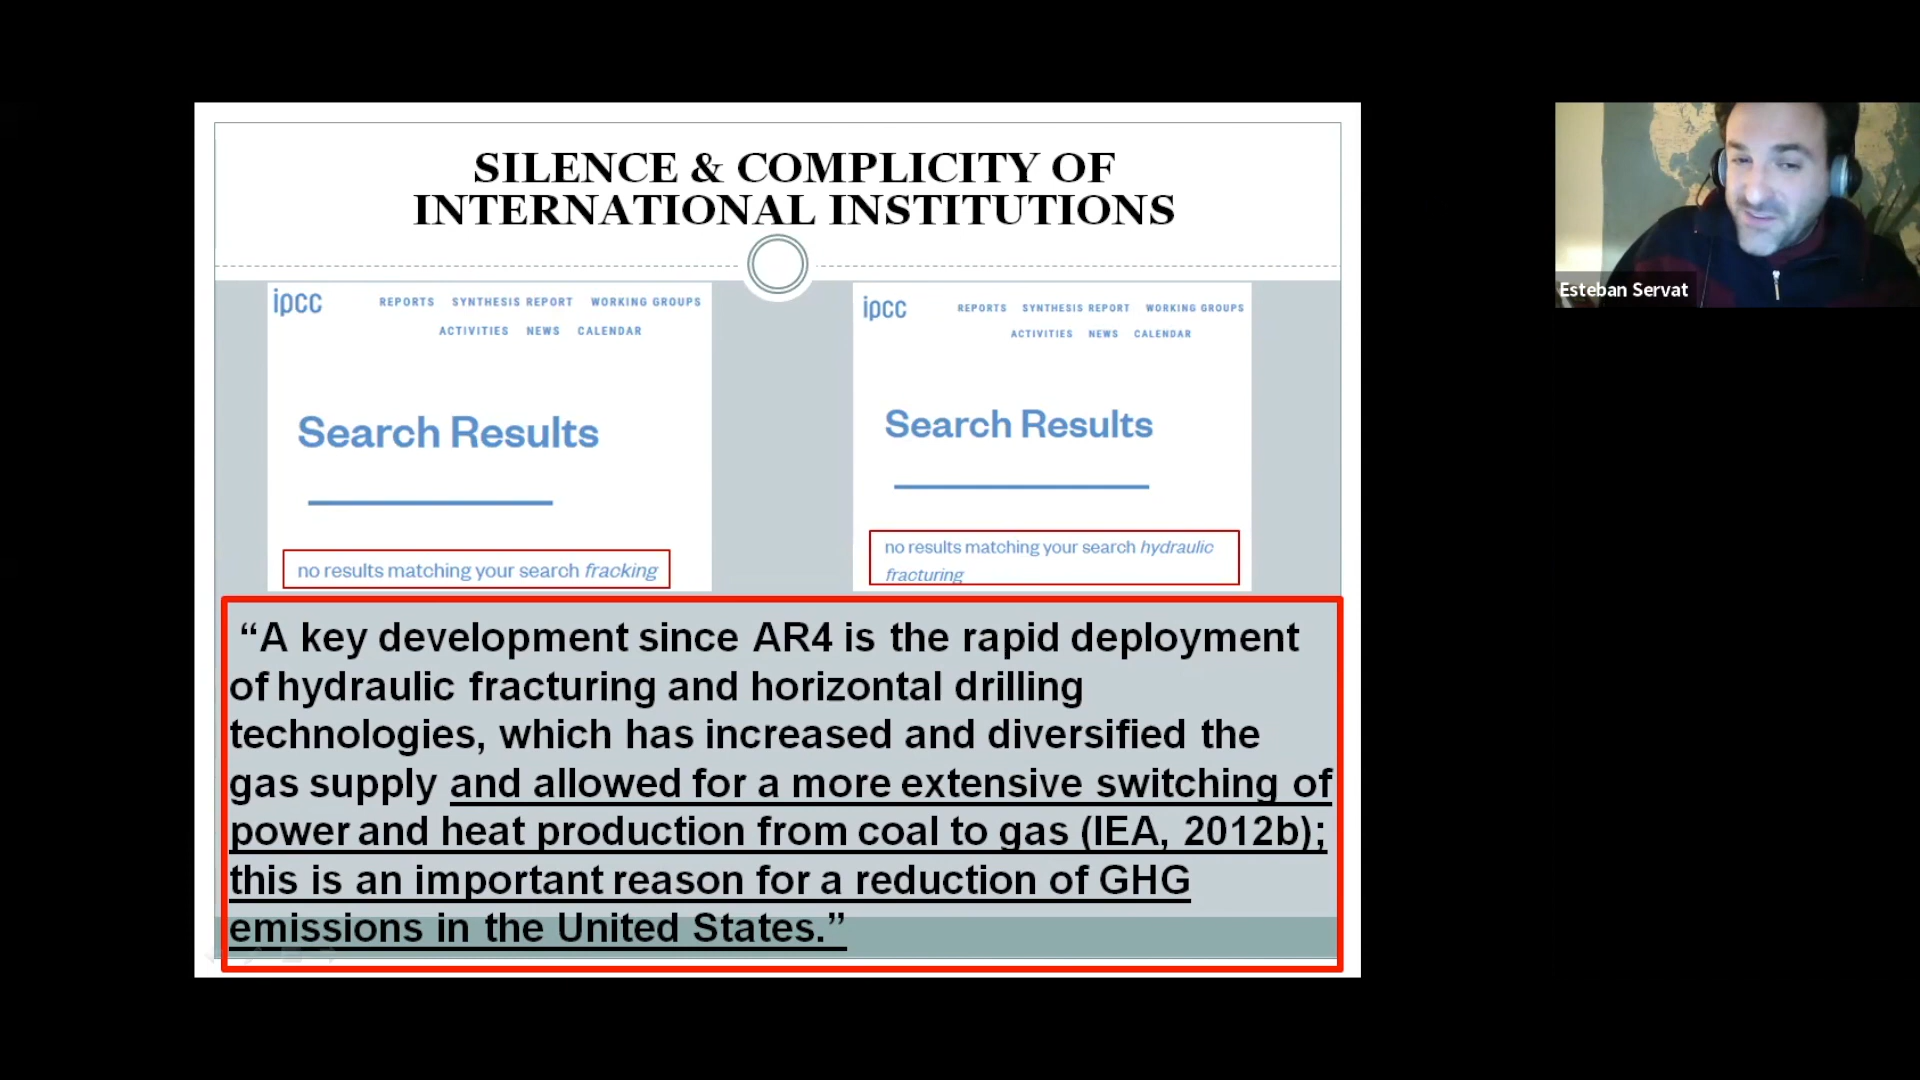 SILENCE & COMPLICITY OF
INTERNATIONAL INSTITUTIONS
ipcc
REPORTS SYNTHESIS REPORT WORKING GROUPS
ACTIVITIES NEWS CALENDAR
Search Results
no results matching your search fracking
ipcc
REPORTS SYNTHESIS REPORT WORKING GROUPS
ACTIVITIES NEWS CALENDAR
Search Results
no results matching your search hydraulic
fracturing
“A key development since AR4 is the rapid deployment
of hydraulic fracturing and horizontal drilling
technologies, which has increased and diversified the
gas supply and allowed for a more extensive switching of
power and heat production from coal to gas (IEA, 2012b);
this is an important reason for a reduction of GHG
emissions in the United States.”
Esteban Servat